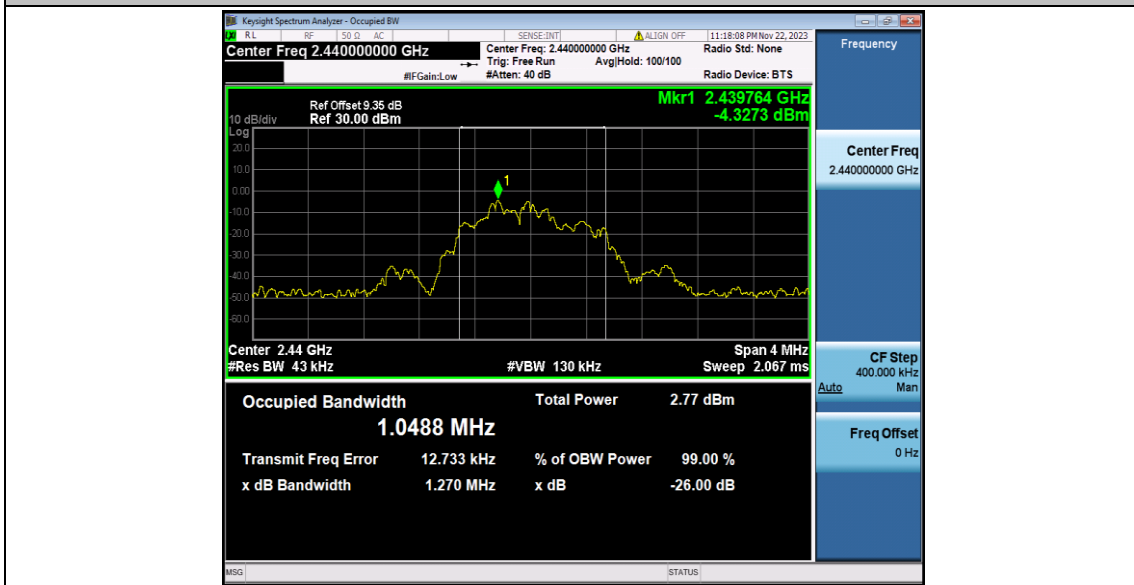 Keysight Spectrum Analyzer - Occupied BW
LXI RL RF 50 Ω AC SENSE:INT ALIGN OFF 11:18:08 PM Nov 22, 2023
Center Freq 2.440000000 GHz
Center Freq: 2.440000000 GHz
Radio Std: None
Trig: Free Run Avg|Hold: 100/100
#IFGain:Low #Atten: 40 dB Radio Device: BTS
Mkr1 2.439764 GHz
-4.3273 dBm
Ref Offset 9.35 dB
10 dB/div Ref 30.00 dBm
Log
20.0
10.0
0.00
-10.0
-20.0
-30.0
-40.0
-50.0
-60.0
1
Center 2.44 GHz Span 4 MHz
#Res BW 43 kHz #VBW 130 kHz Sweep 2.067 ms
Occupied Bandwidth Total Power 2.77 dBm
1.0488 MHz
Transmit Freq Error 12.733 kHz % of OBW Power 99.00 %
x dB Bandwidth 1.270 MHz x dB -26.00 dB
Frequency
Center Freq
2.440000000 GHz
CF Step
400.000 kHz
Auto Man
Freq Offset
0 Hz
MSG STATUS